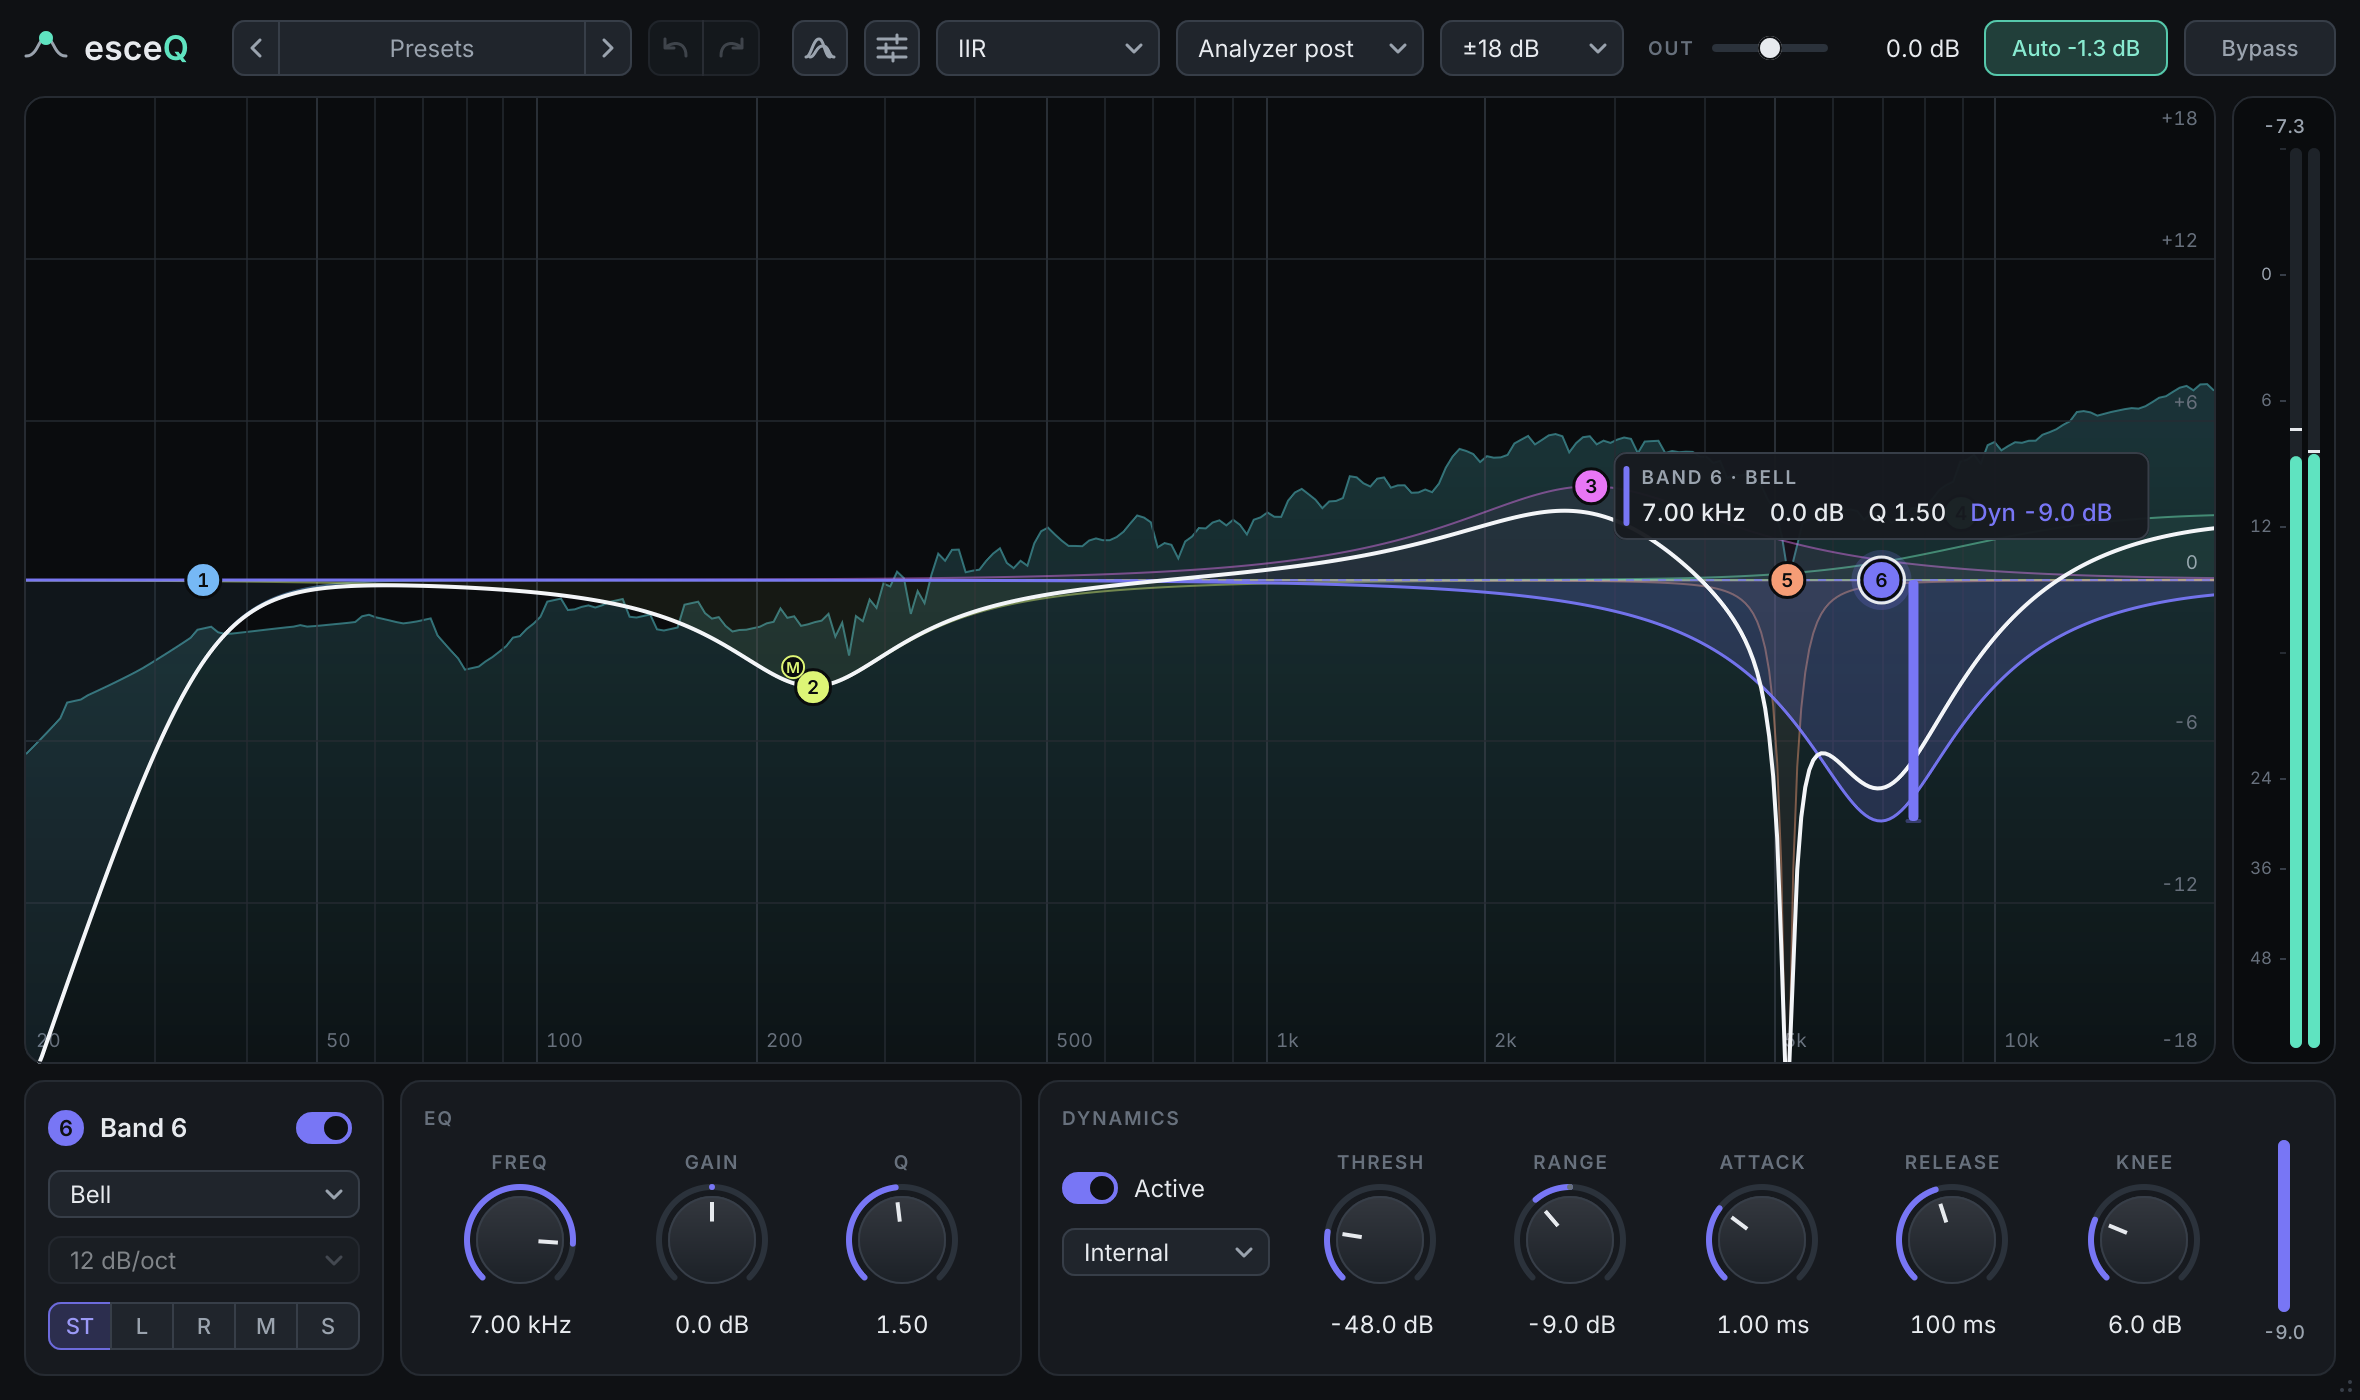 esceQ
Presets
IIR
Analyzer post
±18 dB
OUT
0.0 dB
Auto -1.3 dB
Bypass
+18
+12
+6
0
-6
-12
-18
20
50
100
200
500
1k
2k
5k
10k
1
M
2
3
5
6
BAND 6 · BELL
7.00 kHz 0.0 dB Q 1.50 Dyn -9.0 dB
-7.3
0
6
12
24
36
48
6 Band 6
Bell
12 dB/oct
ST L R M S
EQ
FREQ GAIN Q
7.00 kHz 0.0 dB 1.50
DYNAMICS
Active
Internal
THRESH RANGE ATTACK RELEASE KNEE
-48.0 dB -9.0 dB 1.00 ms 100 ms 6.0 dB
-9.0